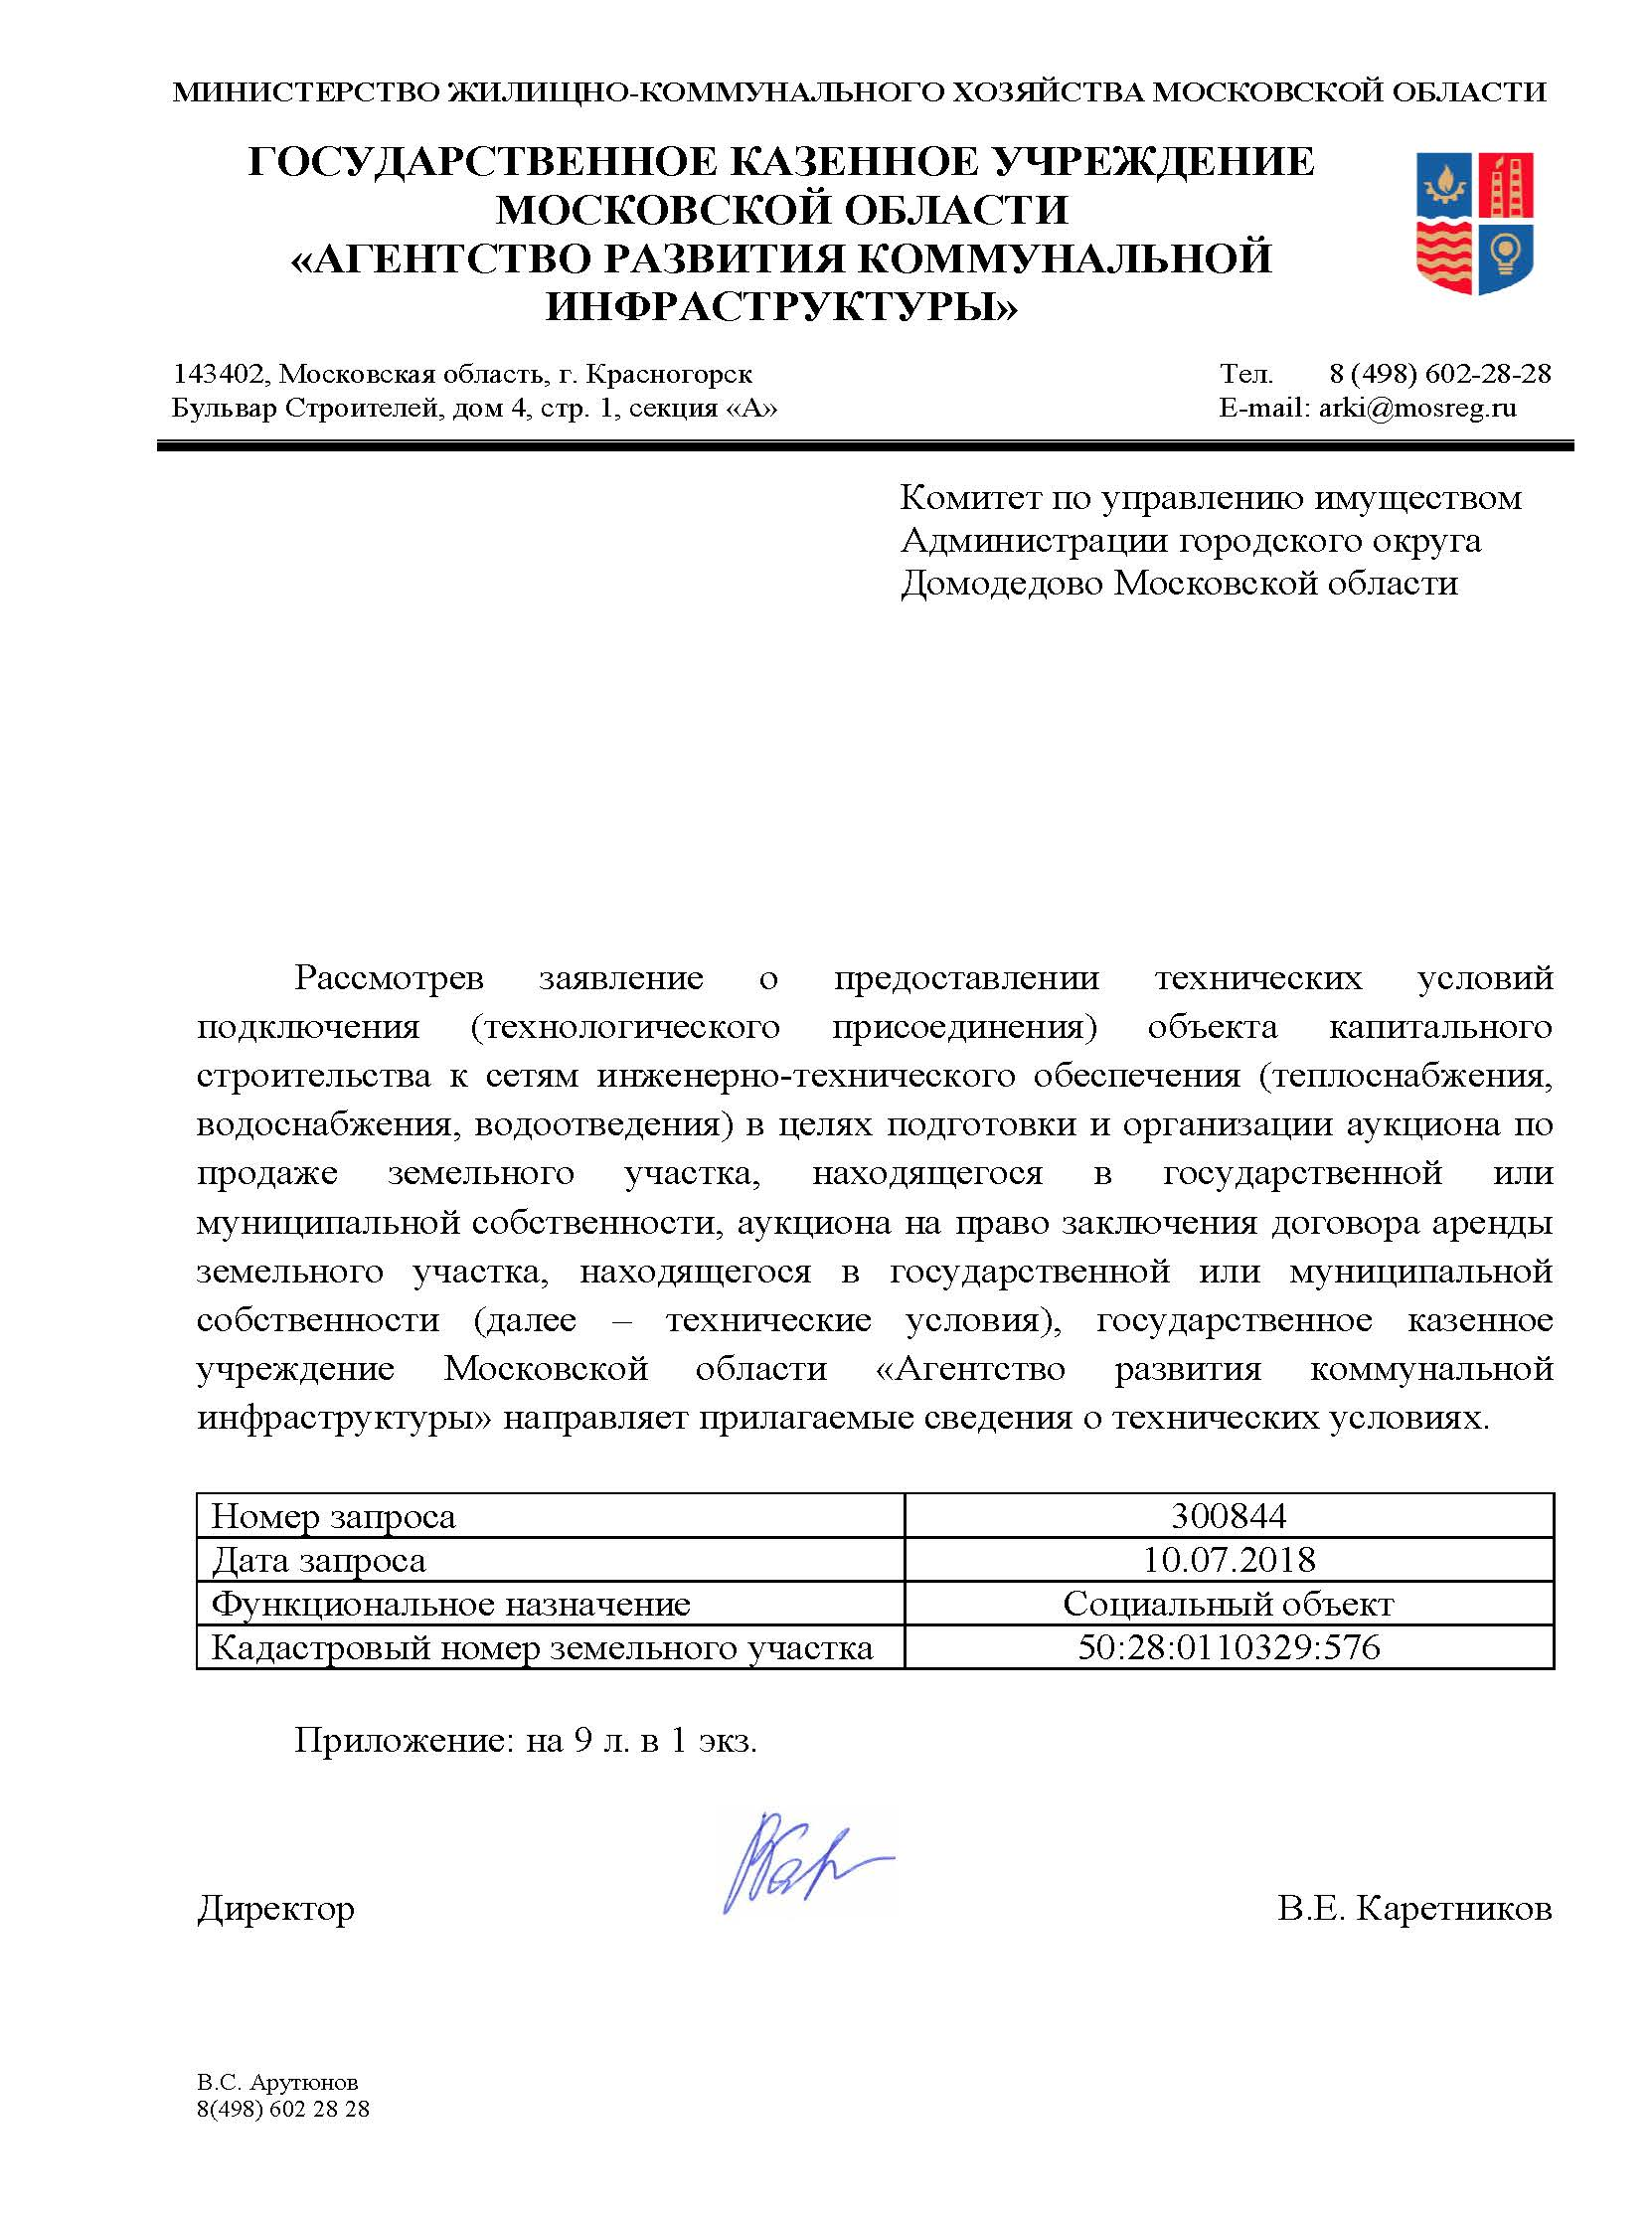 МИНИСТЕРСТВО ЖИЛИЩНО-КОММУНАЛЬНОГО ХОЗЯЙСТВА МОСКОВСКОЙ ОБЛАСТИ
ГОСУДАРСТВЕННОЕ КАЗЕННОЕ УЧРЕЖДЕНИЕ
МОСКОВСКОЙ ОБЛАСТИ
«АГЕНТСТВО РАЗВИТИЯ КОММУНАЛЬНОЙ
ИНФРАСТРУКТУРЫ»
143402, Московская область, г. Красногорск
Бульвар Строителей, дом 4, стр. 1, секция «А»
Тел. 8 (498) 602-28-28
E-mail: arki@mosreg.ru
Комитет по управлению имуществом
Администрации городского округа
Домодедово Московской области
Рассмотрев заявление о предоставлении технических условий
подключения (технологического присоединения) объекта капитального
строительства к сетям инженерно-технического обеспечения (теплоснабжения,
водоснабжения, водоотведения) в целях подготовки и организации аукциона по
продаже земельного участка, находящегося в государственной или
муниципальной собственности, аукциона на право заключения договора аренды
земельного участка, находящегося в государственной или муниципальной
собственности (далее – технические условия), государственное казенное
учреждение Московской области «Агентство развития коммунальной
инфраструктуры» направляет прилагаемые сведения о технических условиях.
Номер запроса 300844
Дата запроса 10.07.2018
Функциональное назначение Социальный объект
Кадастровый номер земельного участка 50:28:0110329:576
Приложение: на 9 л. в 1 экз.
Директор В.Е. Каретников
В.С. Арутюнов
8(498) 602 28 28